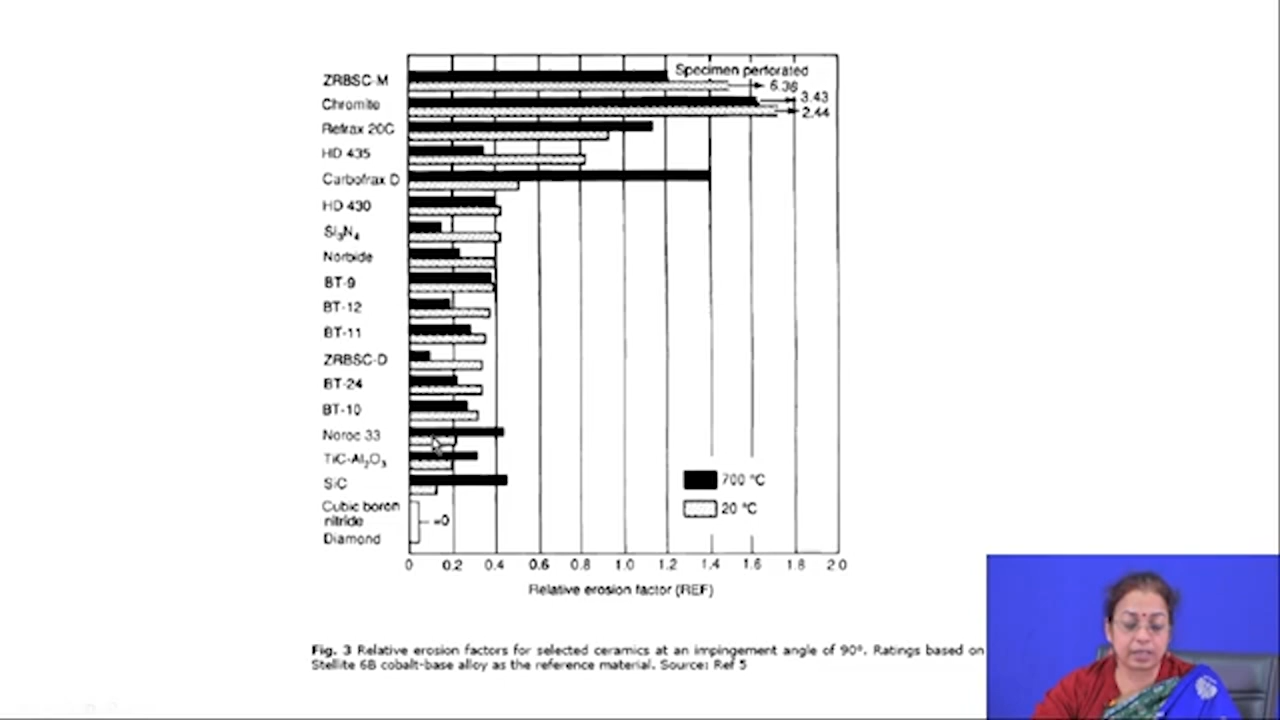 Specimen perforated
ZRBSC-M
6.36
Chromite
3.43
2.44
Refrax 20C
HD 435
Carbofrax D
HD 430
Si3N4
Norbide
BT-9
BT-12
BT-11
ZRBSC-D
BT-24
BT-10
Noroc 33
TiC-Al2O3
SiC
700 °C
20 °C
Cubic boron
nitride
≈0
Diamond
0 0.2 0.4 0.6 0.8 1.0 1.2 1.4 1.6 1.8 2.0
Relative erosion factor (REF)
Fig. 3 Relative erosion factors for selected ceramics at an impingement angle of 90°. Ratings based on
Stellite 6B cobalt-base alloy as the reference material. Source: Ref 5